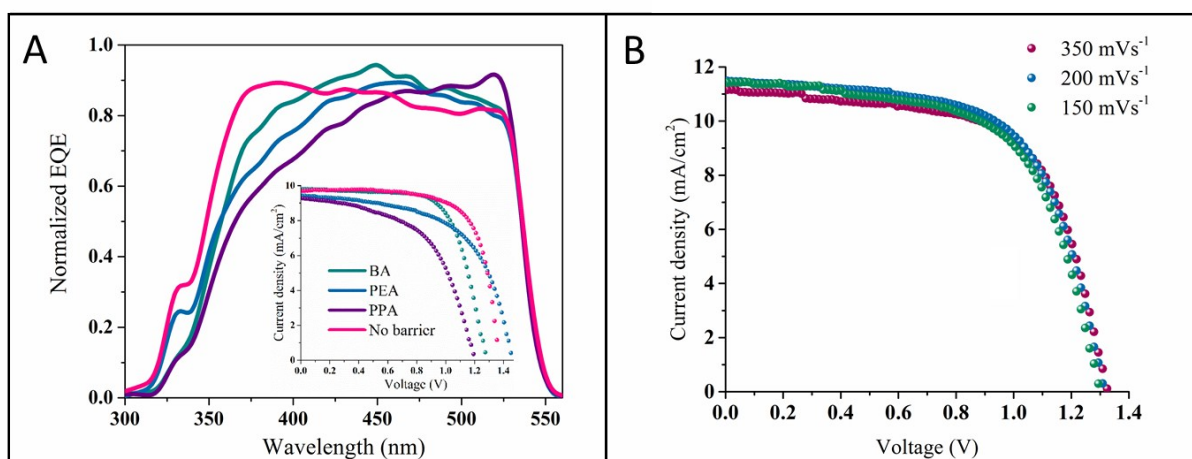 A
Normalized EQE
1.0
0.8
0.6
0.4
0.2
0.0
300 350 400 450 500 550
Wavelength (nm)
Current density (mA/cm²)
10
8
6
4
2
0
0.0 0.2 0.4 0.6 0.8 1.0 1.2 1.4
Voltage (V)
BA
PEA
PPA
No barrier
B
350 mVs⁻¹
200 mVs⁻¹
150 mVs⁻¹
Current density (mA/cm²)
12
10
8
6
4
2
0
0.0 0.2 0.4 0.6 0.8 1.0 1.2 1.4
Voltage (V)